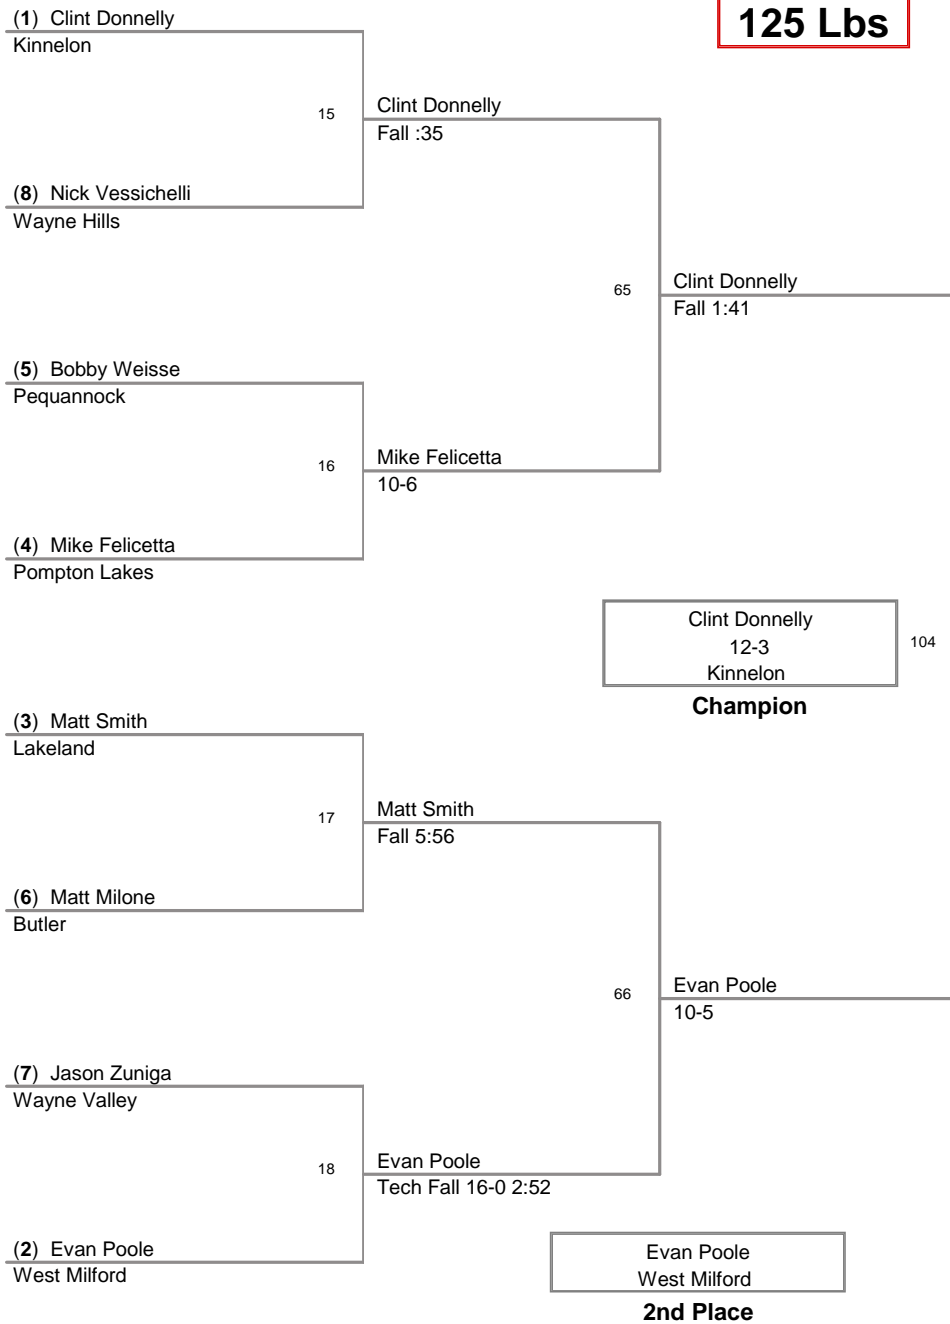 125 Lbs
(1) Clint Donnelly
Kinnelon
15
Clint Donnelly
Fall :35
(8) Nick Vessichelli
Wayne Hills
65
Clint Donnelly
Fall 1:41
(5) Bobby Weisse
Pequannock
16
Mike Felicetta
10-6
(4) Mike Felicetta
Pompton Lakes
Clint Donnelly
12-3
Kinnelon
104
Champion
(3) Matt Smith
Lakeland
17
Matt Smith
Fall 5:56
(6) Matt Milone
Butler
66
Evan Poole
10-5
(7) Jason Zuniga
Wayne Valley
18
Evan Poole
Tech Fall 16-0 2:52
(2) Evan Poole
West Milford
Evan Poole
West Milford
2nd Place